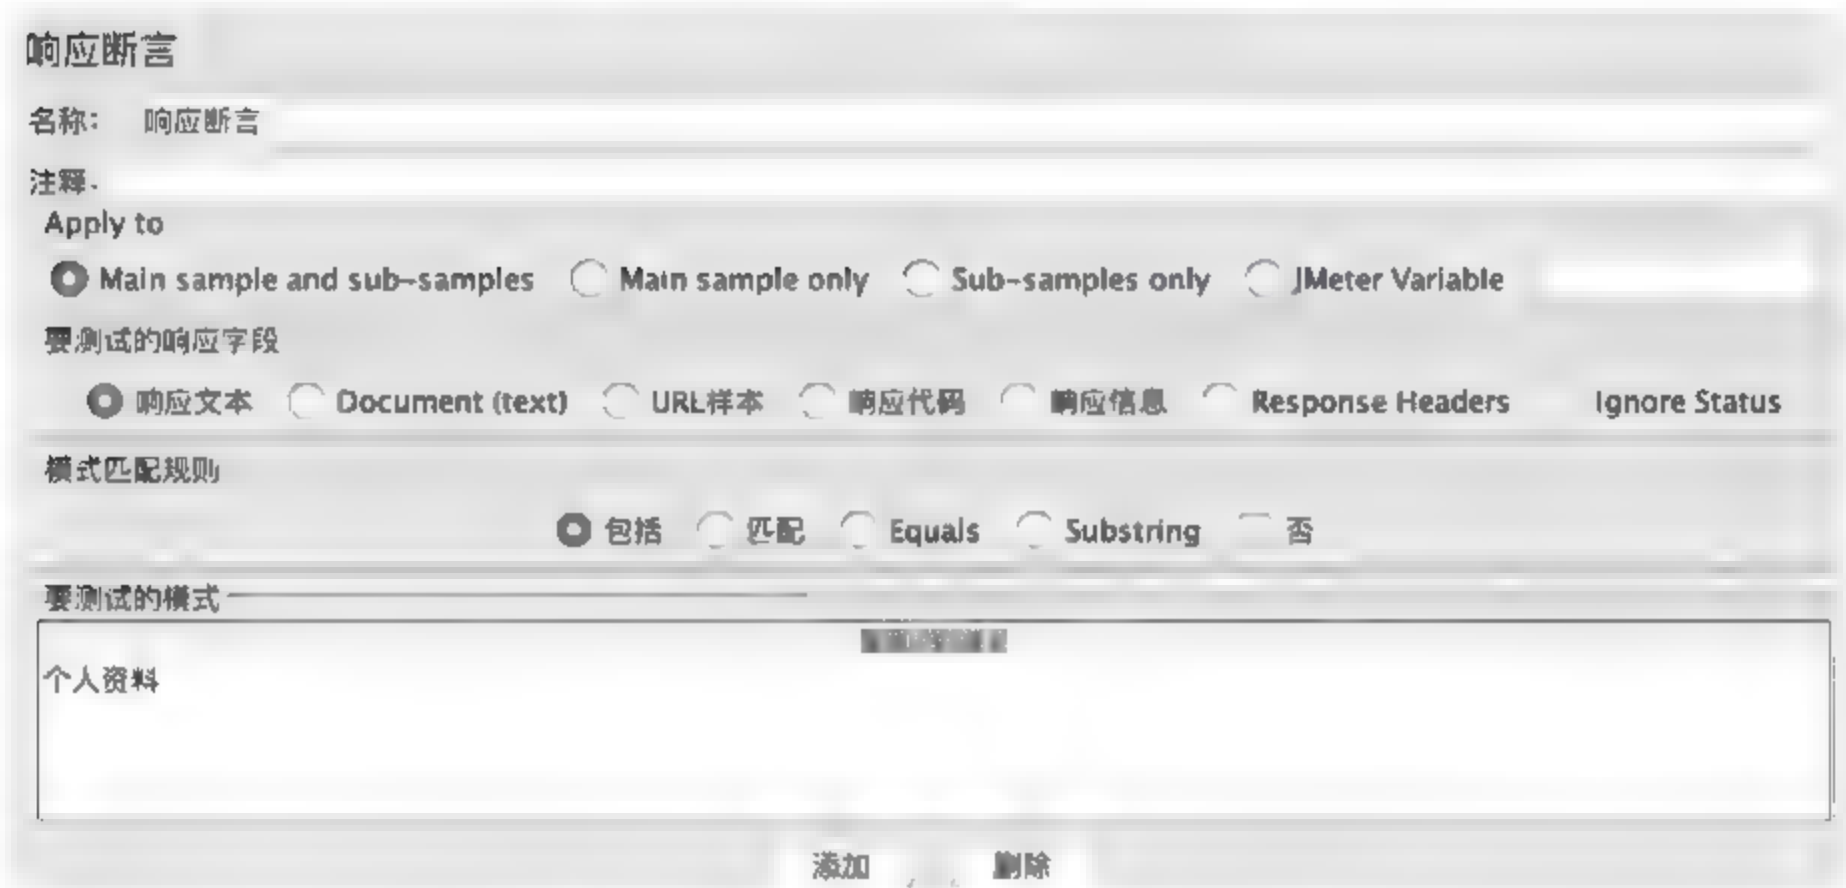 响应断言
名称： 响应断言
注释：
Apply to
Main sample and sub-samples Main sample only Sub-samples only JMeter Variable
要测试的响应字段
响应文本 Document (text) URL样本 响应代码 响应信息 Response Headers Ignore Status
模式匹配规则
包括 匹配 Equals Substring 否
要测试的模式
个人资料
添加 删除